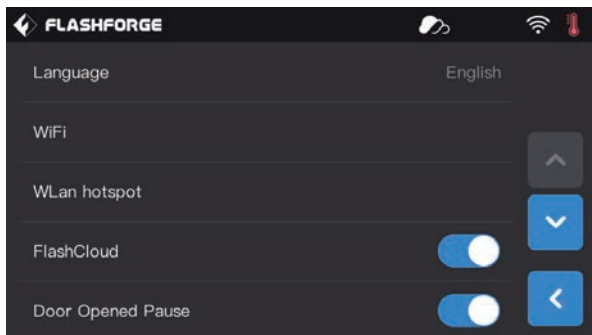 FLASHFORGE
Language English
WiFi
WLan hotspot
FlashCloud
Door Opened Pause